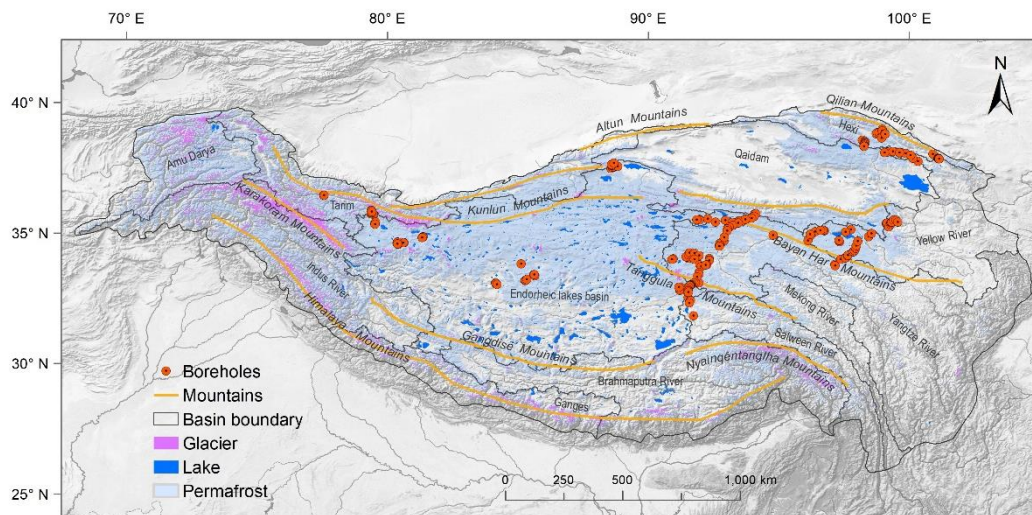 70° E
80° E
90° E
100° E
N
40° N
35° N
30° N
25° N
Altun Mountains
Qilian Mountains
Hexi
Amu Darya
Qaidam
Tarim
Kunlun Mountains
Karakoram Mountains
Yellow River
Bayan Har Mountains
Indus River
Endorheic lakes basin
Tanggula Mountains
Mekong River
Himalaya Mountains
Gangdisê Mountains
Salween River
Yangtze River
Nyainqêntanglha Mountains
Brahmaputra River
Ganges
Boreholes
Mountains
Basin boundary
Glacier
Lake
Permafrost
0 250 500 1,000 km